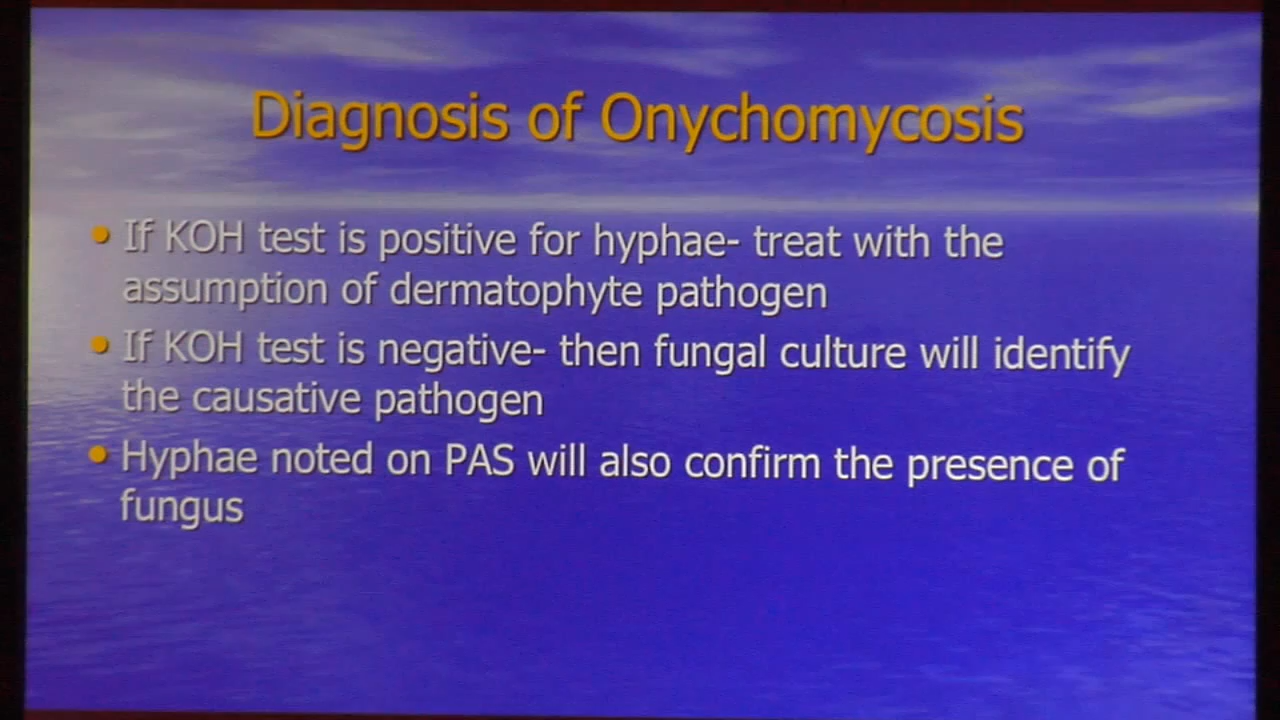 Diagnosis of Onychomycosis
• If KOH test is positive for hyphae- treat with the
assumption of dermatophyte pathogen
• If KOH test is negative- then fungal culture will identify
the causative pathogen
• Hyphae noted on PAS will also confirm the presence of
fungus